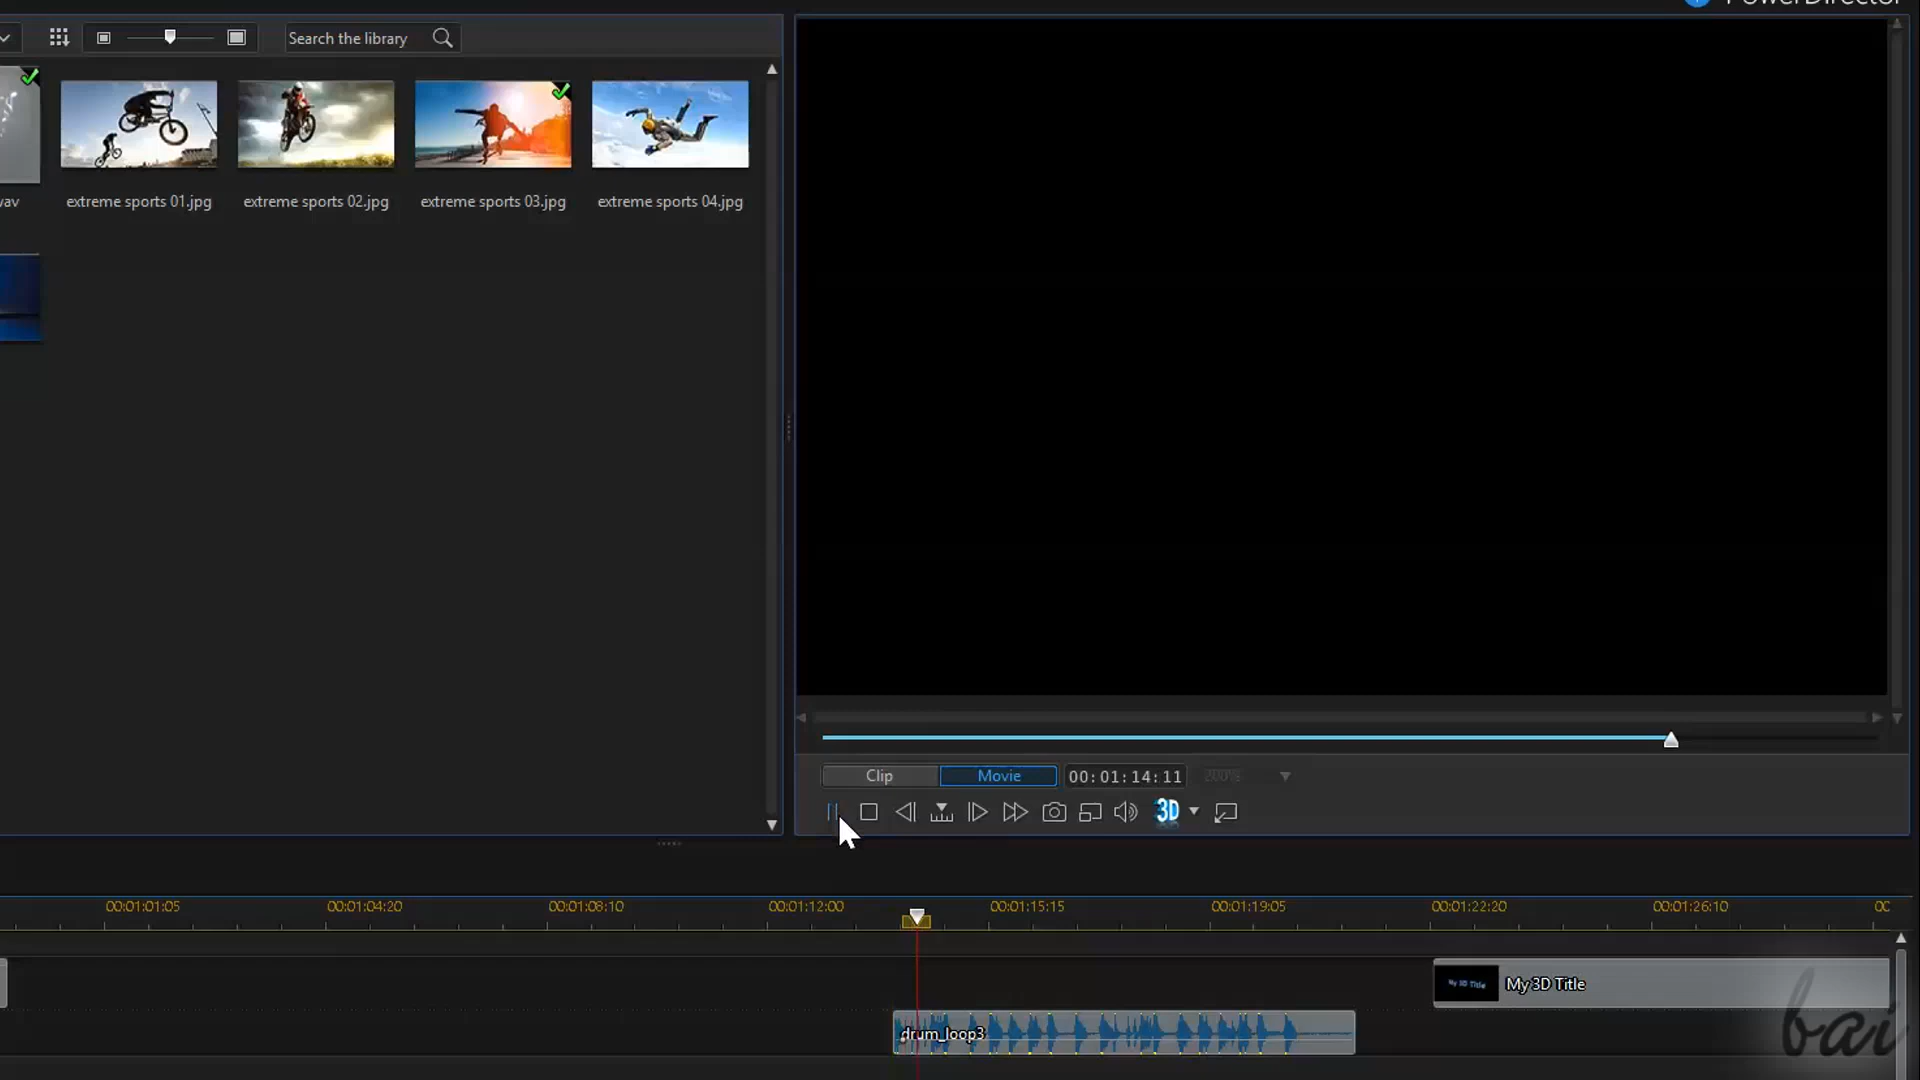 PowerDirector
Search the library
extreme sports 01.jpg
extreme sports 02.jpg
extreme sports 03.jpg
extreme sports 04.jpg
Clip
Movie
00:01:14:11
200%
3D
00:01:01:05
00:01:04:20
00:01:08:10
00:01:12:00
00:01:15:15
00:01:19:05
00:01:22:20
00:01:26:10
My 3D Title
My 3D Title
drum_loop3
bai